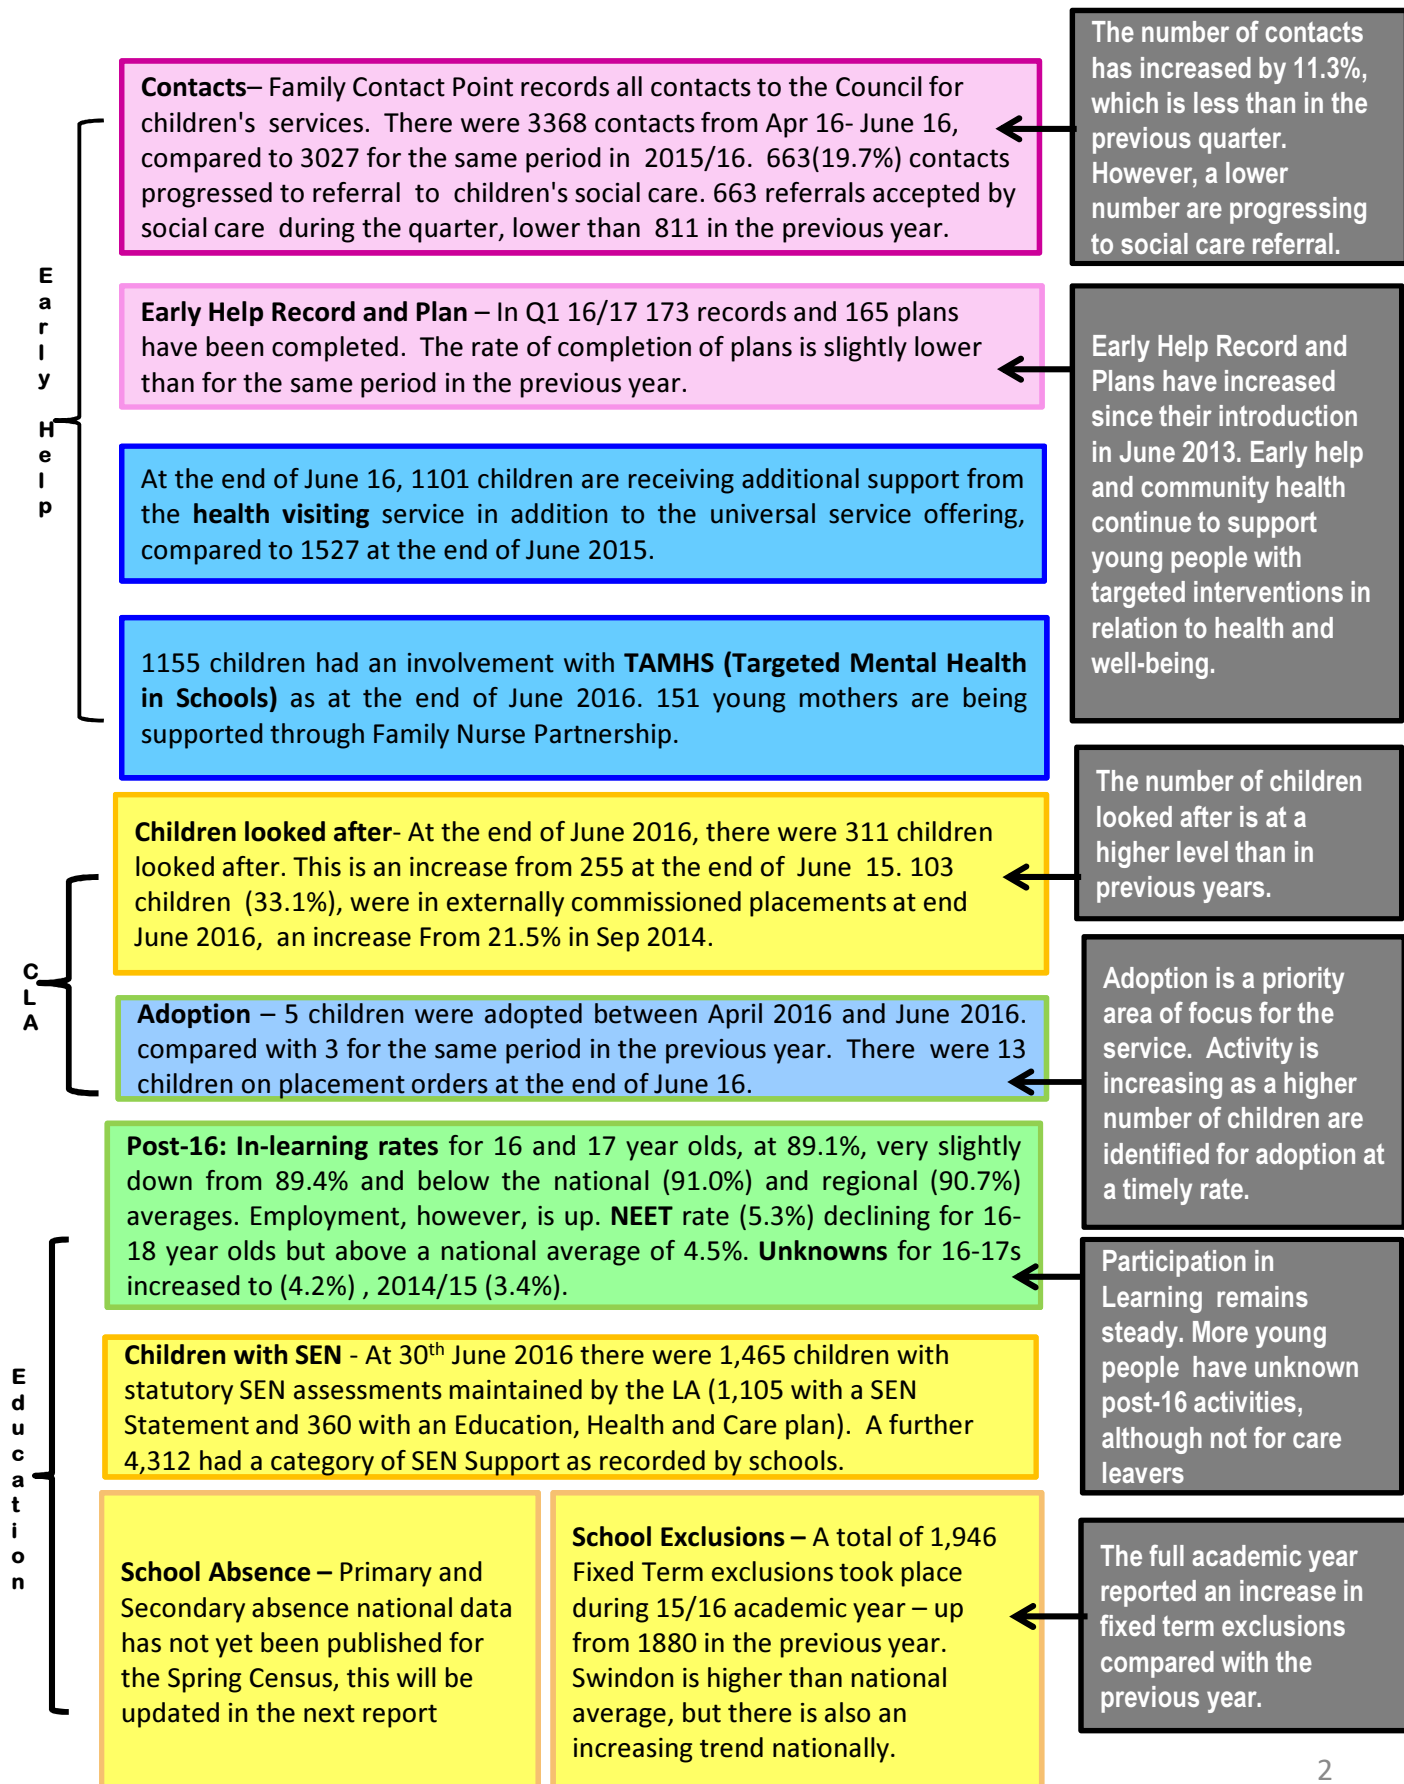 Early Help
Contacts– Family Contact Point records all contacts to the Council for
children's services. There were 3368 contacts from Apr 16- June 16,
compared to 3027 for the same period in 2015/16. 663(19.7%) contacts
progressed to referral to children's social care. 663 referrals accepted by
social care during the quarter, lower than 811 in the previous year.
The number of contacts
has increased by 11.3%,
which is less than in the
previous quarter.
However, a lower
number are progressing
to social care referral.
Early Help Record and Plan – In Q1 16/17 173 records and 165 plans
have been completed. The rate of completion of plans is slightly lower
than for the same period in the previous year.
Early Help Record and
Plans have increased
since their introduction
in June 2013. Early help
and community health
continue to support
young people with
targeted interventions in
relation to health and
well-being.
At the end of June 16, 1101 children are receiving additional support from
the health visiting service in addition to the universal service offering,
compared to 1527 at the end of June 2015.
1155 children had an involvement with TAMHS (Targeted Mental Health
in Schools) as at the end of June 2016. 151 young mothers are being
supported through Family Nurse Partnership.
CLA
Children looked after- At the end of June 2016, there were 311 children
looked after. This is an increase from 255 at the end of June 15. 103
children (33.1%), were in externally commissioned placements at end
June 2016, an increase From 21.5% in Sep 2014.
The number of children
looked after is at a
higher level than in
previous years.
Adoption – 5 children were adopted between April 2016 and June 2016.
compared with 3 for the same period in the previous year. There were 13
children on placement orders at the end of June 16.
Adoption is a priority
area of focus for the
service. Activity is
increasing as a higher
number of children are
identified for adoption at
a timely rate.
Education
Post-16: In-learning rates for 16 and 17 year olds, at 89.1%, very slightly
down from 89.4% and below the national (91.0%) and regional (90.7%)
averages. Employment, however, is up. NEET rate (5.3%) declining for 16-
18 year olds but above a national average of 4.5%. Unknowns for 16-17s
increased to (4.2%) , 2014/15 (3.4%).
Participation in
Learning remains
steady. More young
people have unknown
post-16 activities,
although not for care
leavers
Children with SEN - At 30th June 2016 there were 1,465 children with
statutory SEN assessments maintained by the LA (1,105 with a SEN
Statement and 360 with an Education, Health and Care plan). A further
4,312 had a category of SEN Support as recorded by schools.
School Absence – Primary and
Secondary absence national data
has not yet been published for
the Spring Census, this will be
updated in the next report
School Exclusions – A total of 1,946
Fixed Term exclusions took place
during 15/16 academic year – up
from 1880 in the previous year.
Swindon is higher than national
average, but there is also an
increasing trend nationally.
The full academic year
reported an increase in
fixed term exclusions
compared with the
previous year.
2